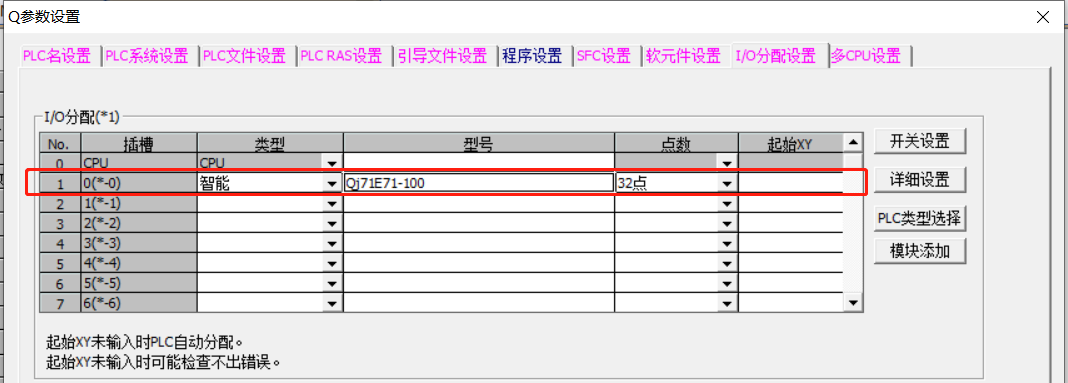 Q参数设置
PLC名设置 PLC系统设置 PLC文件设置 PLC RAS设置 引导文件设置 程序设置 SFC设置 软元件设置 I/O分配设置 多CPU设置
I/O分配(*1)
No. 插槽 类型 型号 点数 起始XY
0 CPU CPU
1 0(*-0) 智能 Qj71E71-100 32点
2 1(*-1)
3 2(*-2)
4 3(*-3)
5 4(*-4)
6 5(*-5)
7 6(*-6)
开关设置
详细设置
PLC类型选择
模块添加
起始XY未输入时PLC自动分配。
起始XY未输入时可能检查不出错误。